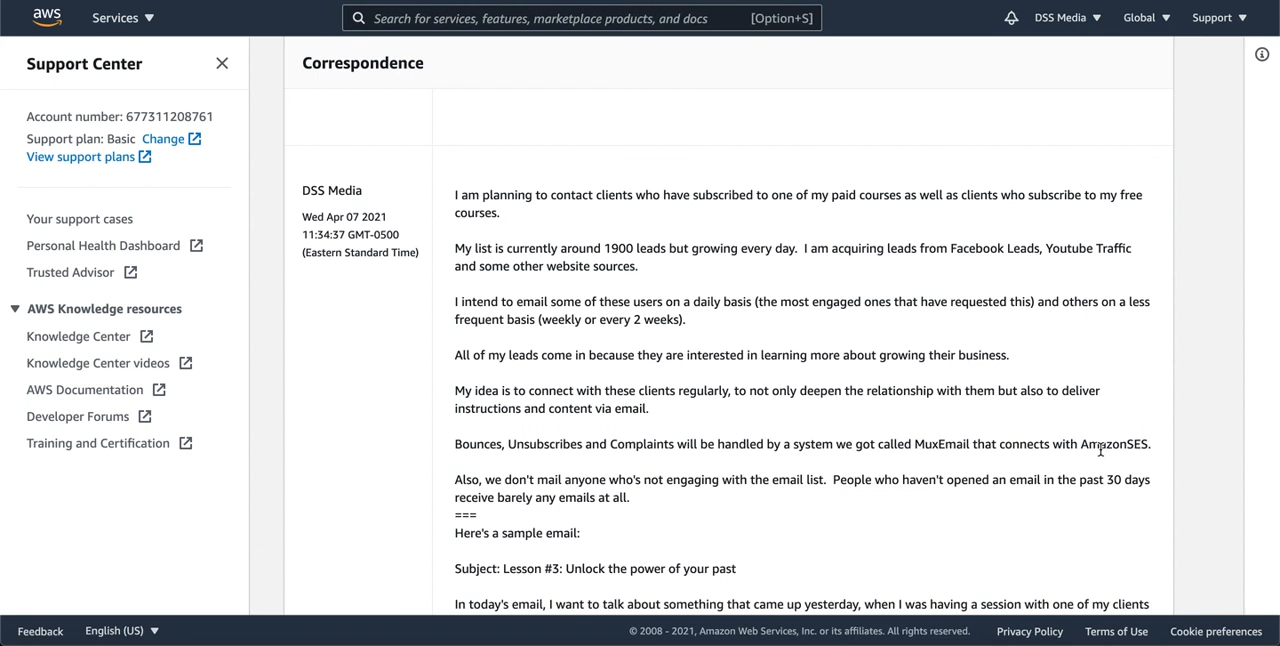 aws
Services ▼
Search for services, features, marketplace products, and docs [Option+S]
DSS Media ▼
Global ▼
Support ▼
Support Center
Account number: 677311208761
Support plan: Basic Change
View support plans
Your support cases
Personal Health Dashboard
Trusted Advisor
▼ AWS Knowledge resources
Knowledge Center
Knowledge Center videos
AWS Documentation
Developer Forums
Training and Certification
Correspondence
DSS Media
Wed Apr 07 2021
11:34:37 GMT-0500
(Eastern Standard Time)
I am planning to contact clients who have subscribed to one of my paid courses as well as clients who subscribe to my free
courses.
My list is currently around 1900 leads but growing every day. I am acquiring leads from Facebook Leads, Youtube Traffic
and some other website sources.
I intend to email some of these users on a daily basis (the most engaged ones that have requested this) and others on a less
frequent basis (weekly or every 2 weeks).
All of my leads come in because they are interested in learning more about growing their business.
My idea is to connect with these clients regularly, to not only deepen the relationship with them but also to deliver
instructions and content via email.
Bounces, Unsubscribes and Complaints will be handled by a system we got called MuxEmail that connects with AmazonSES.
Also, we don't mail anyone who's not engaging with the email list. People who haven't opened an email in the past 30 days
receive barely any emails at all.
===
Here's a sample email:
Subject: Lesson #3: Unlock the power of your past
In today's email, I want to talk about something that came up yesterday, when I was having a session with one of my clients
Feedback
English (US) ▼
© 2008 - 2021, Amazon Web Services, Inc. or its affiliates. All rights reserved.
Privacy Policy
Terms of Use
Cookie preferences